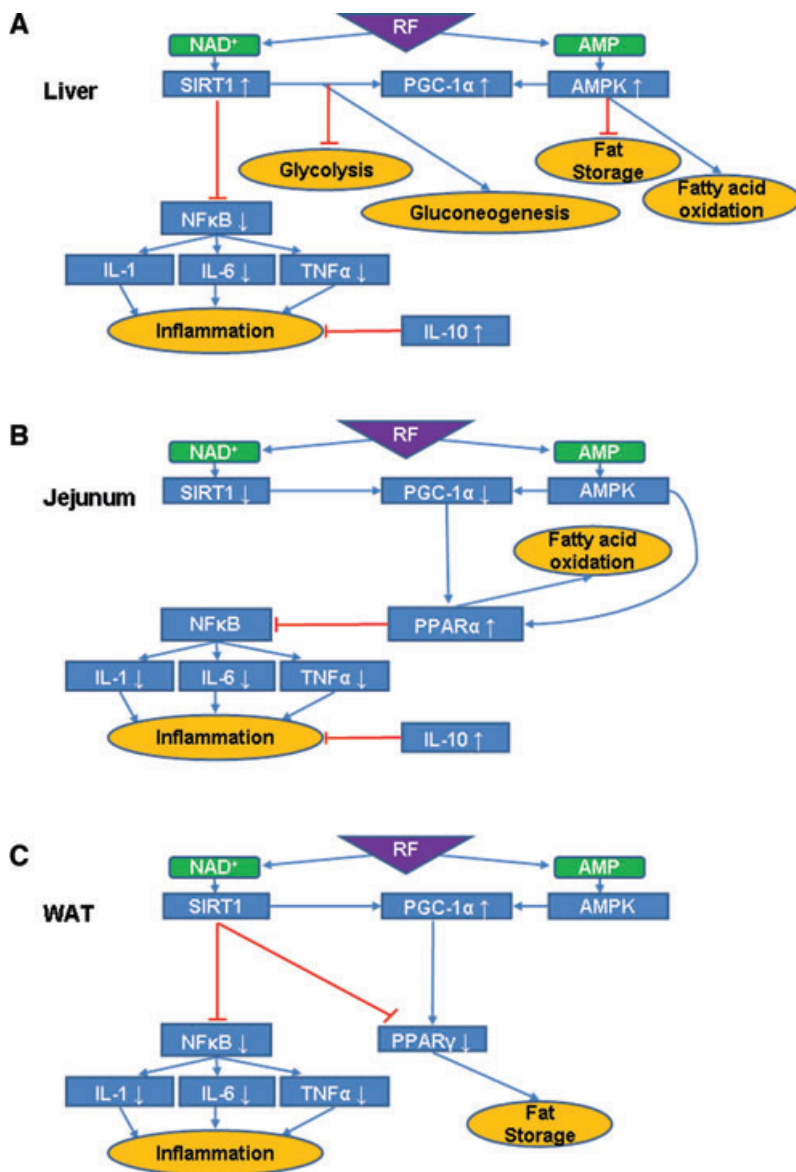 A
RF
NAD⁺
AMP
Liver
SIRT1 ↑
PGC-1α ↑
AMPK ↑
Glycolysis
Fat
Storage
Gluconeogenesis
Fatty acid
oxidation
NFκB ↓
IL-1
IL-6 ↓
TNFα ↓
Inflammation
IL-10 ↑
B
RF
NAD⁺
AMP
Jejunum
SIRT1 ↓
PGC-1α ↓
AMPK
Fatty acid
oxidation
NFκB
PPARα ↑
IL-1 ↓
IL-6 ↓
TNFα ↓
Inflammation
IL-10 ↑
C
RF
NAD⁺
AMP
WAT
SIRT1
PGC-1α ↑
AMPK
NFκB ↓
PPARγ ↓
IL-1 ↓
IL-6 ↓
TNFα ↓
Fat
Storage
Inflammation